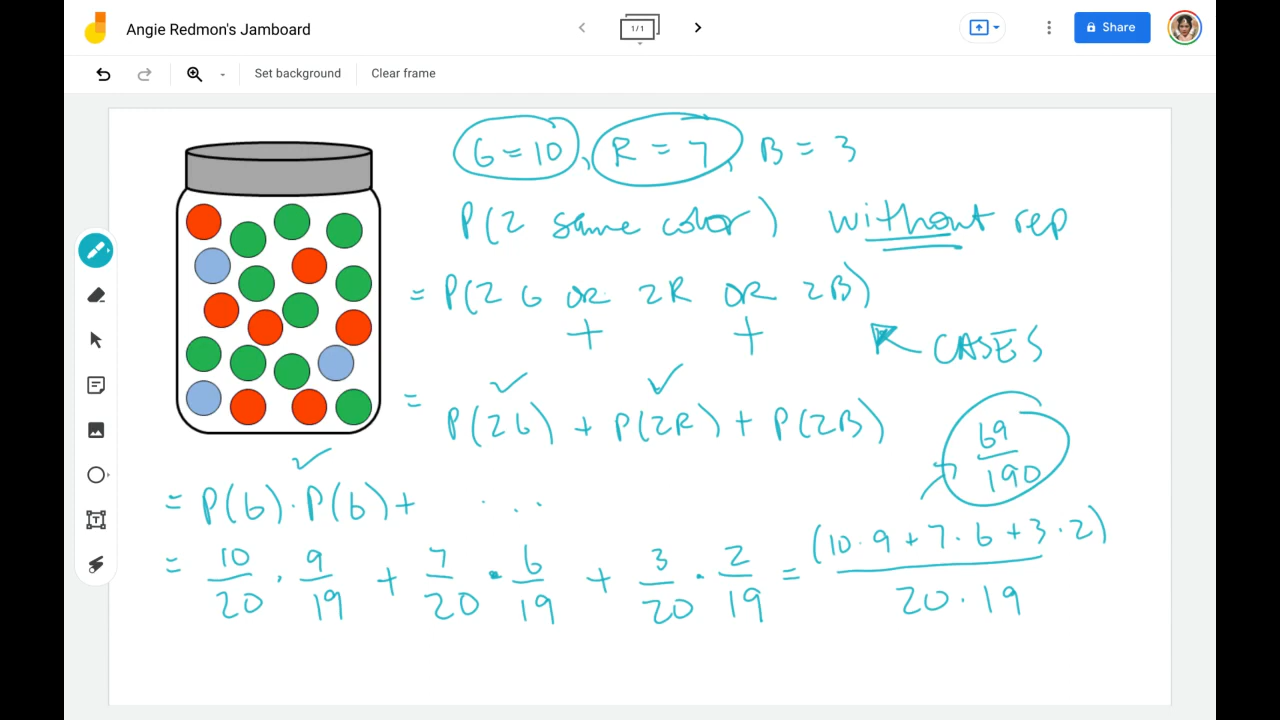 Angie Redmon's Jamboard
1/1
Share
Set background
Clear frame
G = 10, R = 7, B = 3
P(2 same color) without rep
= P(2 G OR 2R OR 2B)
+ +
CASES
= P(2G) + P(2R) + P(2B)
69/190
= P(G) · P(G) + ...
= 10/20 · 9/19 + 7/20 · 6/19 + 3/20 · 2/19 = (10·9 + 7·6 + 3·2)/20·19